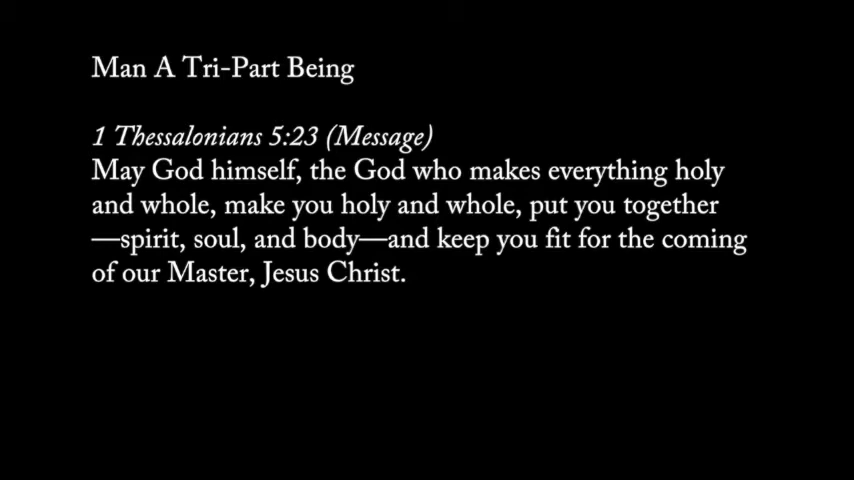 Man A Tri-Part Being
1 Thessalonians 5:23 (Message)
May God himself, the God who makes everything holy
and whole, make you holy and whole, put you together
—spirit, soul, and body—and keep you fit for the coming
of our Master, Jesus Christ.